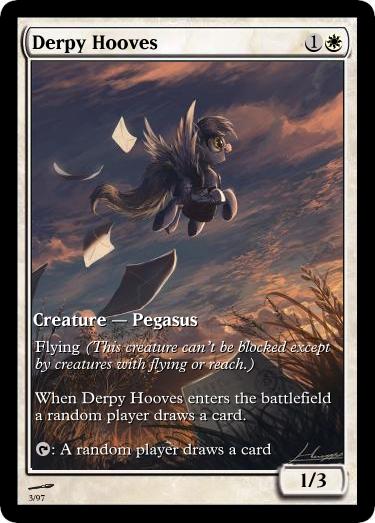 Derpy Hooves 1
Creature — Pegasus
Flying (This creature can't be blocked except
by creatures with flying or reach.)
When Derpy Hooves enters the battlefield
a random player draws a card.
: A random player draws a card
1/3
3/97